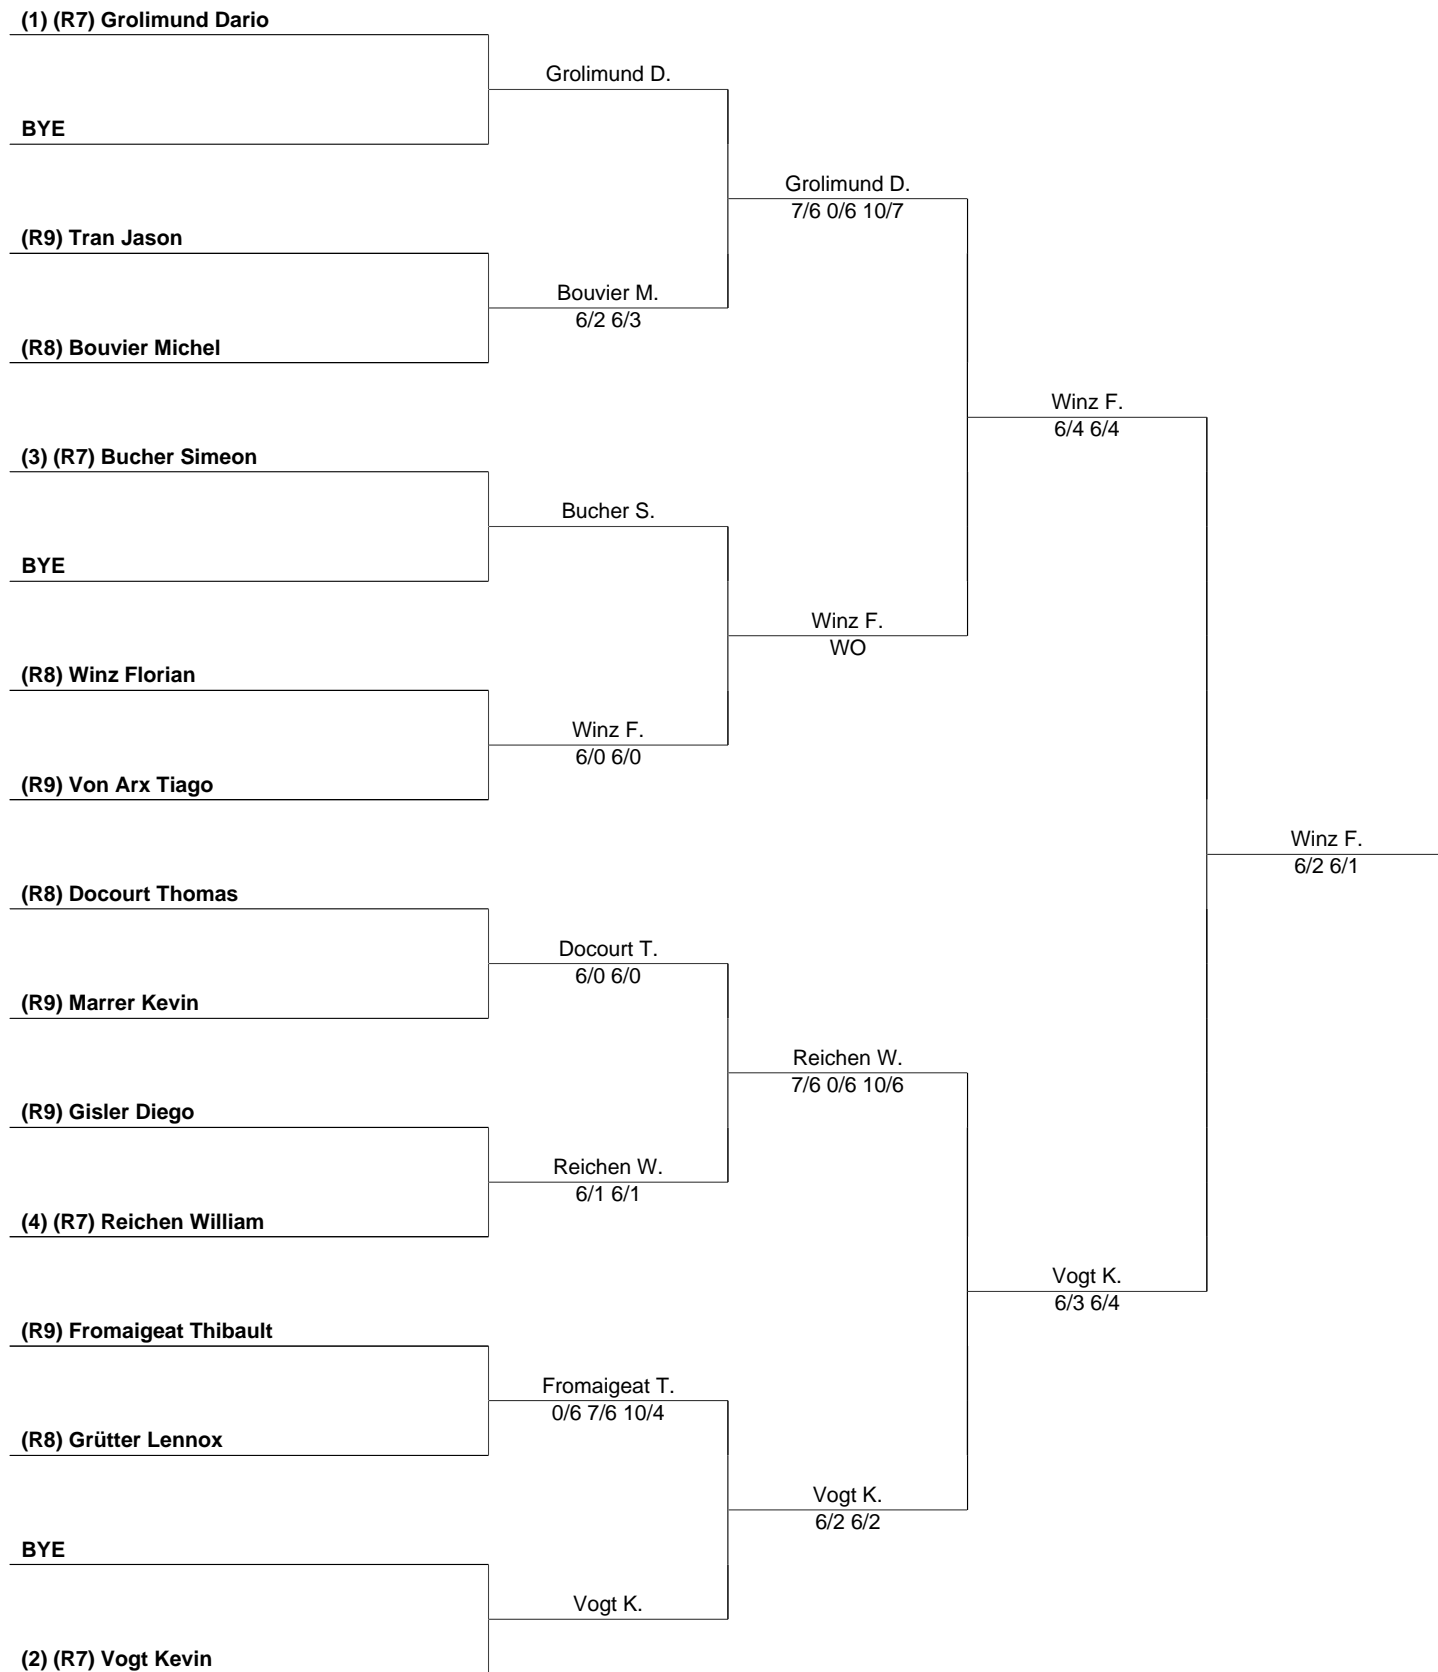 (1) (R7) Grolimund Dario
Grolimund D.
BYE
Grolimund D.
7/6 0/6 10/7
(R9) Tran Jason
Bouvier M.
6/2 6/3
(R8) Bouvier Michel
Winz F.
6/4 6/4
(3) (R7) Bucher Simeon
Bucher S.
BYE
Winz F.
WO
(R8) Winz Florian
Winz F.
6/0 6/0
(R9) Von Arx Tiago
Winz F.
6/2 6/1
(R8) Docourt Thomas
Docourt T.
6/0 6/0
(R9) Marrer Kevin
Reichen W.
7/6 0/6 10/6
(R9) Gisler Diego
Reichen W.
6/1 6/1
(4) (R7) Reichen William
Vogt K.
6/3 6/4
(R9) Fromaigeat Thibault
Fromaigeat T.
0/6 7/6 10/4
(R8) Grütter Lennox
Vogt K.
6/2 6/2
BYE
Vogt K.
(2) (R7) Vogt Kevin